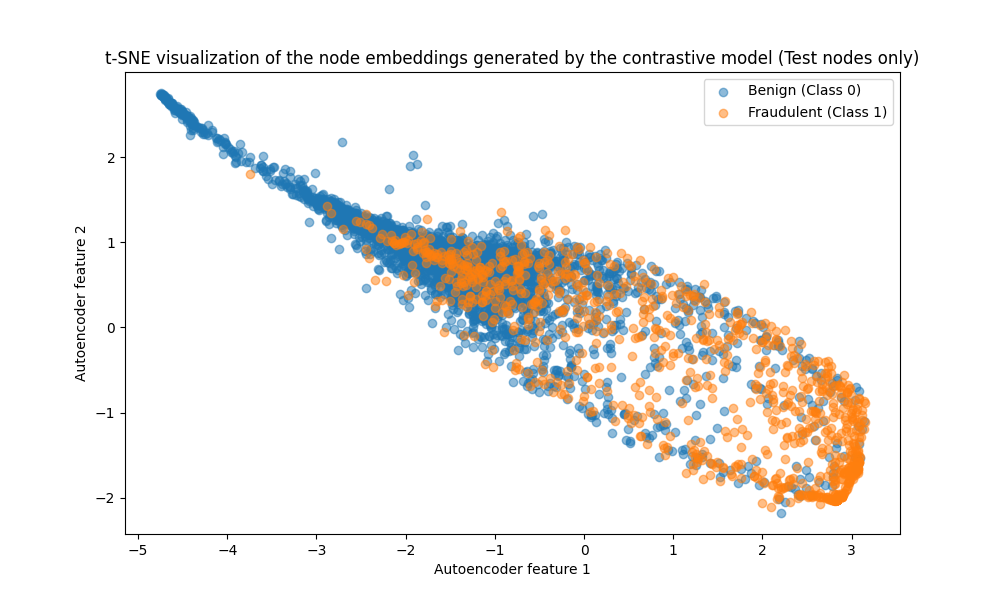 t-SNE visualization of the node embeddings generated by the contrastive model (Test nodes only)
Benign (Class 0)
Fraudulent (Class 1)
Autoencoder feature 2
2
1
0
−1
−2
−5 −4 −3 −2 −1 0 1 2 3
Autoencoder feature 1